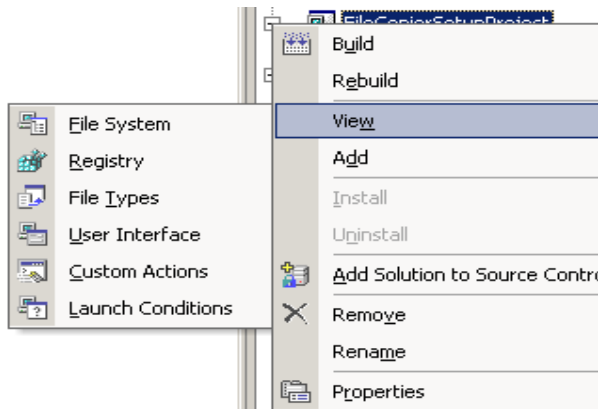 FileCopierSetupProject
Build
Rebuild
View
Add
Install
Uninstall
Add Solution to Source Contro
Remove
Rename
Properties
File System
Registry
File Types
User Interface
Custom Actions
Launch Conditions